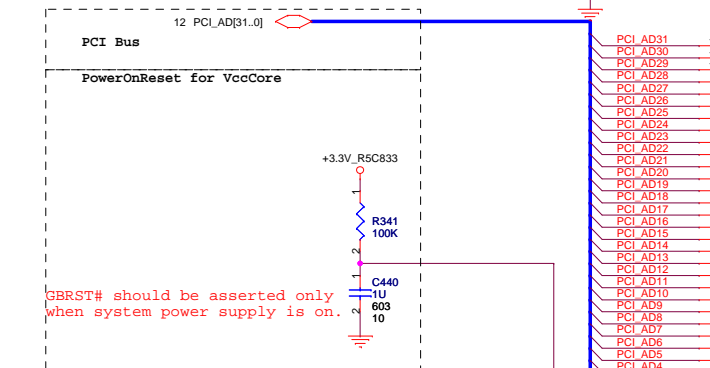 12 PCI_AD[31..0]
PCI Bus
PowerOnReset for VccCore
+3.3V_R5C833
1
R341
100K
2
1
C440
1U
603
10
2
GBRST# should be asserted only
when system power supply is on.
PCI_AD31
PCI_AD30
PCI_AD29
PCI_AD28
PCI_AD27
PCI_AD26
PCI_AD25
PCI_AD24
PCI_AD23
PCI_AD22
PCI_AD21
PCI_AD20
PCI_AD19
PCI_AD18
PCI_AD17
PCI_AD16
PCI_AD15
PCI_AD14
PCI_AD13
PCI_AD12
PCI_AD11
PCI_AD10
PCI_AD9
PCI_AD8
PCI_AD7
PCI_AD6
PCI_AD5
PCI_AD4